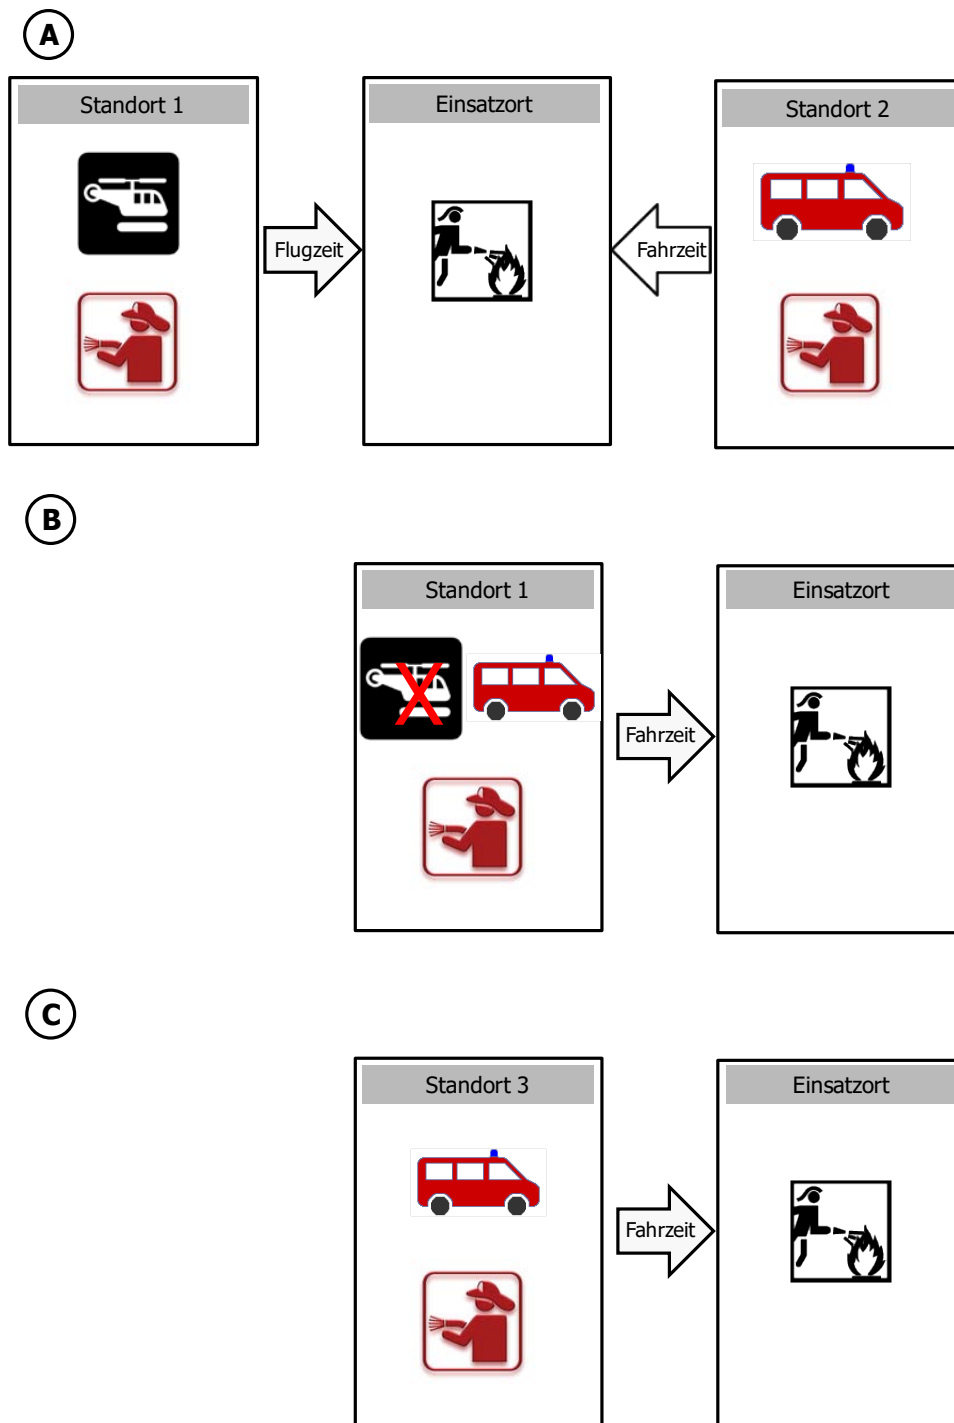 A
Standort 1
Einsatzort
Standort 2
Flugzeit
Fahrzeit
B
Standort 1
Einsatzort
X
Fahrzeit
C
Standort 3
Einsatzort
Fahrzeit